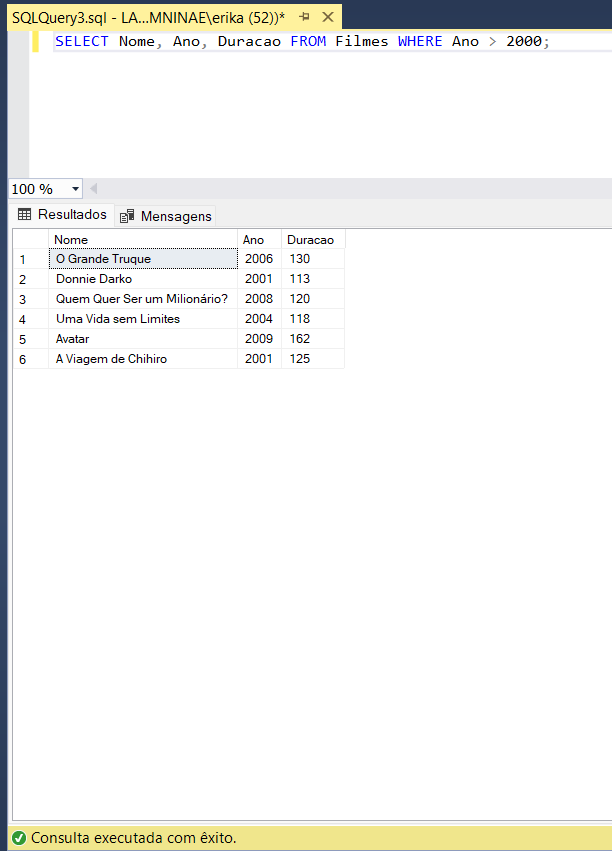 SQLQuery3.sql - LA...MNINAE\erika (52))*
SELECT Nome, Ano, Duracao FROM Filmes WHERE Ano > 2000;
100 %
Resultados Mensagens
Nome Ano Duracao
1 O Grande Truque 2006 130
2 Donnie Darko 2001 113
3 Quem Quer Ser um Milionário? 2008 120
4 Uma Vida sem Limites 2004 118
5 Avatar 2009 162
6 A Viagem de Chihiro 2001 125
Consulta executada com êxito.